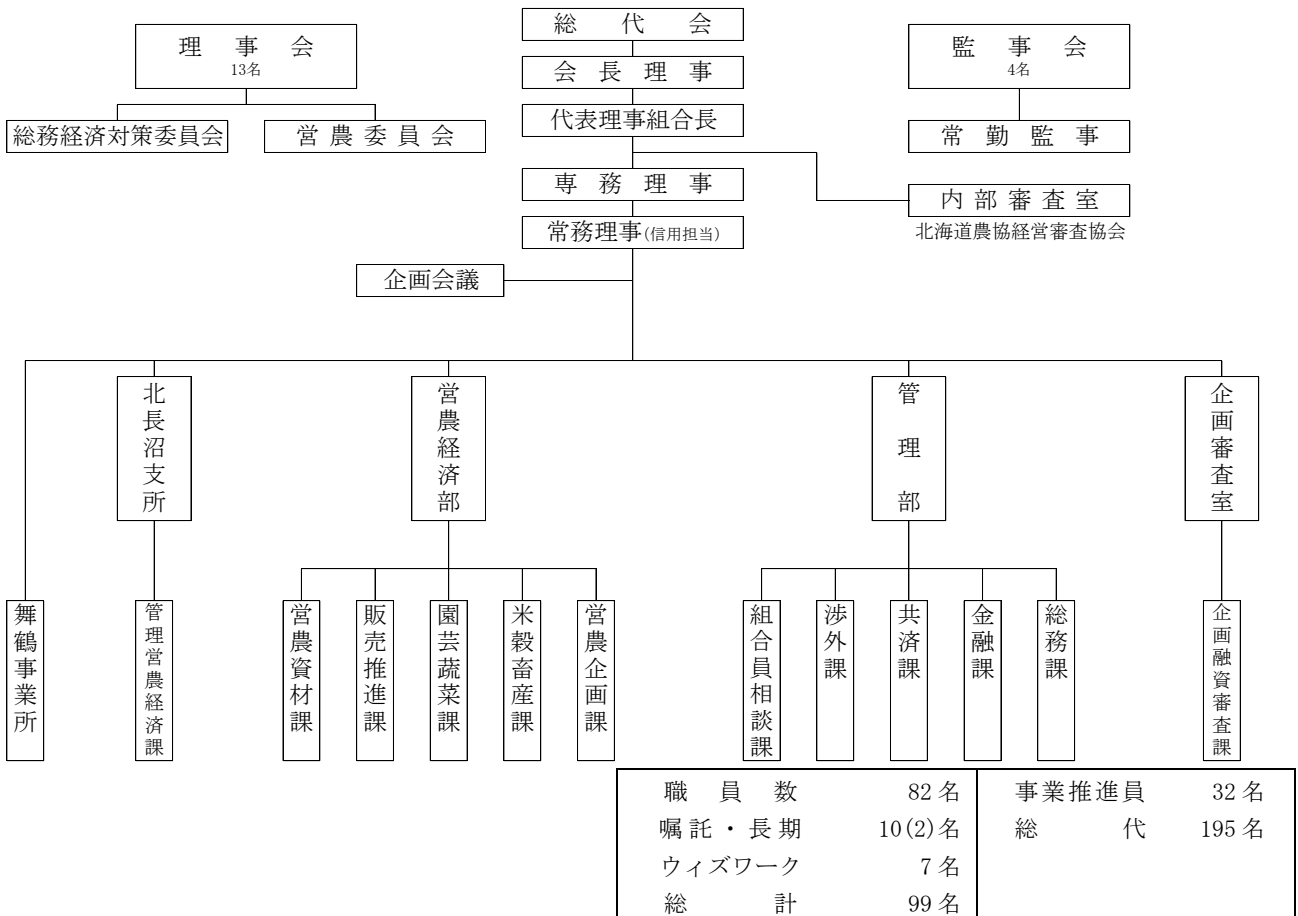 総代会
理事会
13名
監事会
4名
会長理事
代表理事組合長
総務経済対策委員会
営農委員会
常勤監事
専務理事
内部審査室
常務理事(信用担当)
北海道農協経営審査協会
企画会議
北長沼支所
営農経済部
管理部
企画審査室
舞鶴事業所
管理営農経済課
営農資材課
販売推進課
園芸蔬菜課
米穀畜産課
営農企画課
組合員相談課
渉外課
共済課
金融課
総務課
企画融資審査課
職員数 82名
嘱託・長期 10(2)名
ウィズワーク 7名
総計 99名
事業推進員 32名
総代 195名